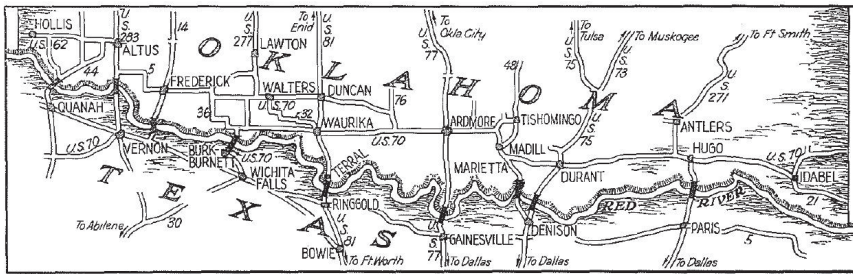 HOLLIS
U.S.
62
ALTUS
U.S.
283
44
14
5
FREDERICK
QUANAH
U.S. 70
VERNON
36
BURK-
BURNETT
U.S. 70
WICHITA
FALLS
To Abilene
30
U.S.
277
LAWTON
WALTERS
U.S. 70
To
Enid
U.S.
81
DUNCAN
32
WAURIKA
76
TERRAL
RINGGOLD
U.S.
81
BOWIE
To Ft Worth
To
Okla City
U.S.
77
ARDMORE
U.S. 70
MARIETTA
GAINESVILLE
U.S.
77
To Dallas
48
TISHOMINGO
MADILL
To
Tulsa
U.S.
75
To Muskogee
U.S.
73
U.S.
75
DURANT
DENISON
To Dallas
To Ft Smith
U.S.
271
ANTLERS
HUGO
U.S. 70
IDABEL
21
RED RIVER
PARIS
5
To Dallas
OKLAHOMA
TEXAS